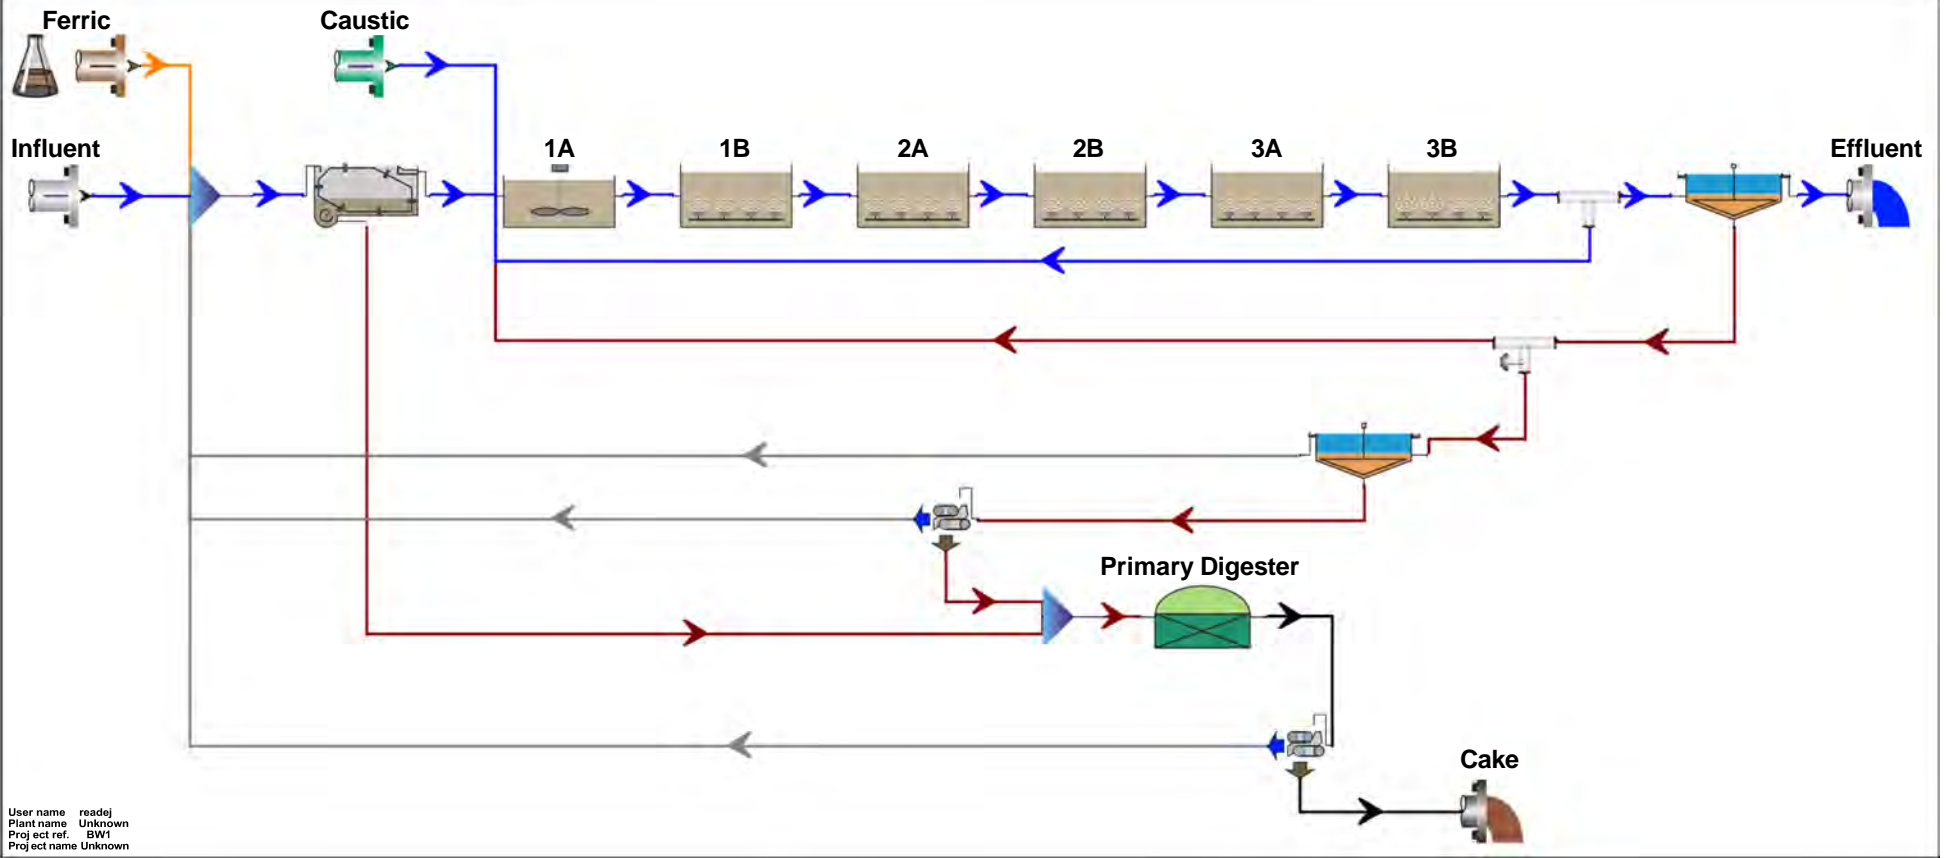 Ferric
Caustic
Influent
1A
1B
2A
2B
3A
3B
Effluent
Primary Digester
Cake
User name readej
Plant name Unknown
Proj ect ref. BW1
Proj ect name Unknown